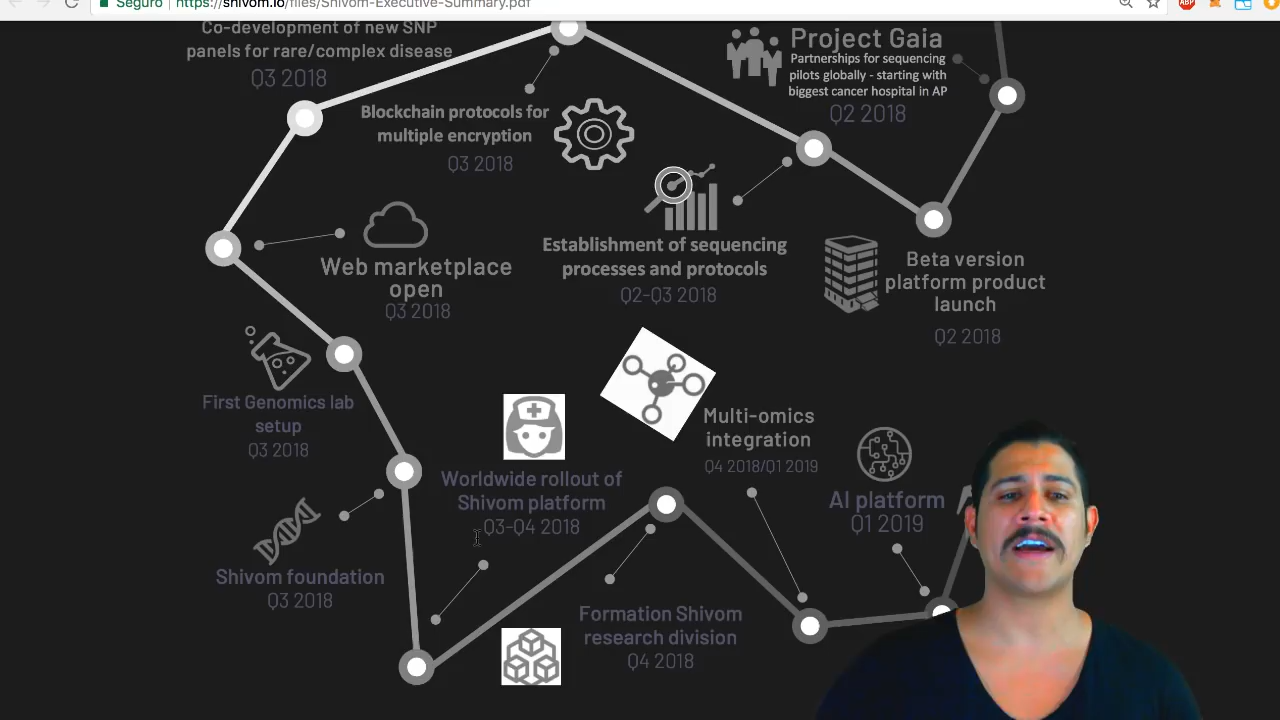 Seguro
https://shivom.io/files/Shivom-Executive-Summary.pdf
Co-development of new SNP
panels for rare/complex disease
Q3 2018
Project Gaia
Partnerships for sequencing
pilots globally - starting with
biggest cancer hospital in AP
Q2 2018
Blockchain protocols for
multiple encryption
Q3 2018
Establishment of sequencing
processes and protocols
Q2-Q3 2018
Beta version
platform product
launch
Q2 2018
Web marketplace
open
Q3 2018
First Genomics lab
setup
Q3 2018
Multi-omics
integration
Q4 2018/Q1 2019
Worldwide rollout of
Shivom platform
Q3-Q4 2018
AI platform
Q1 2019
Shivom foundation
Q3 2018
Formation Shivom
research division
Q4 2018
ABP